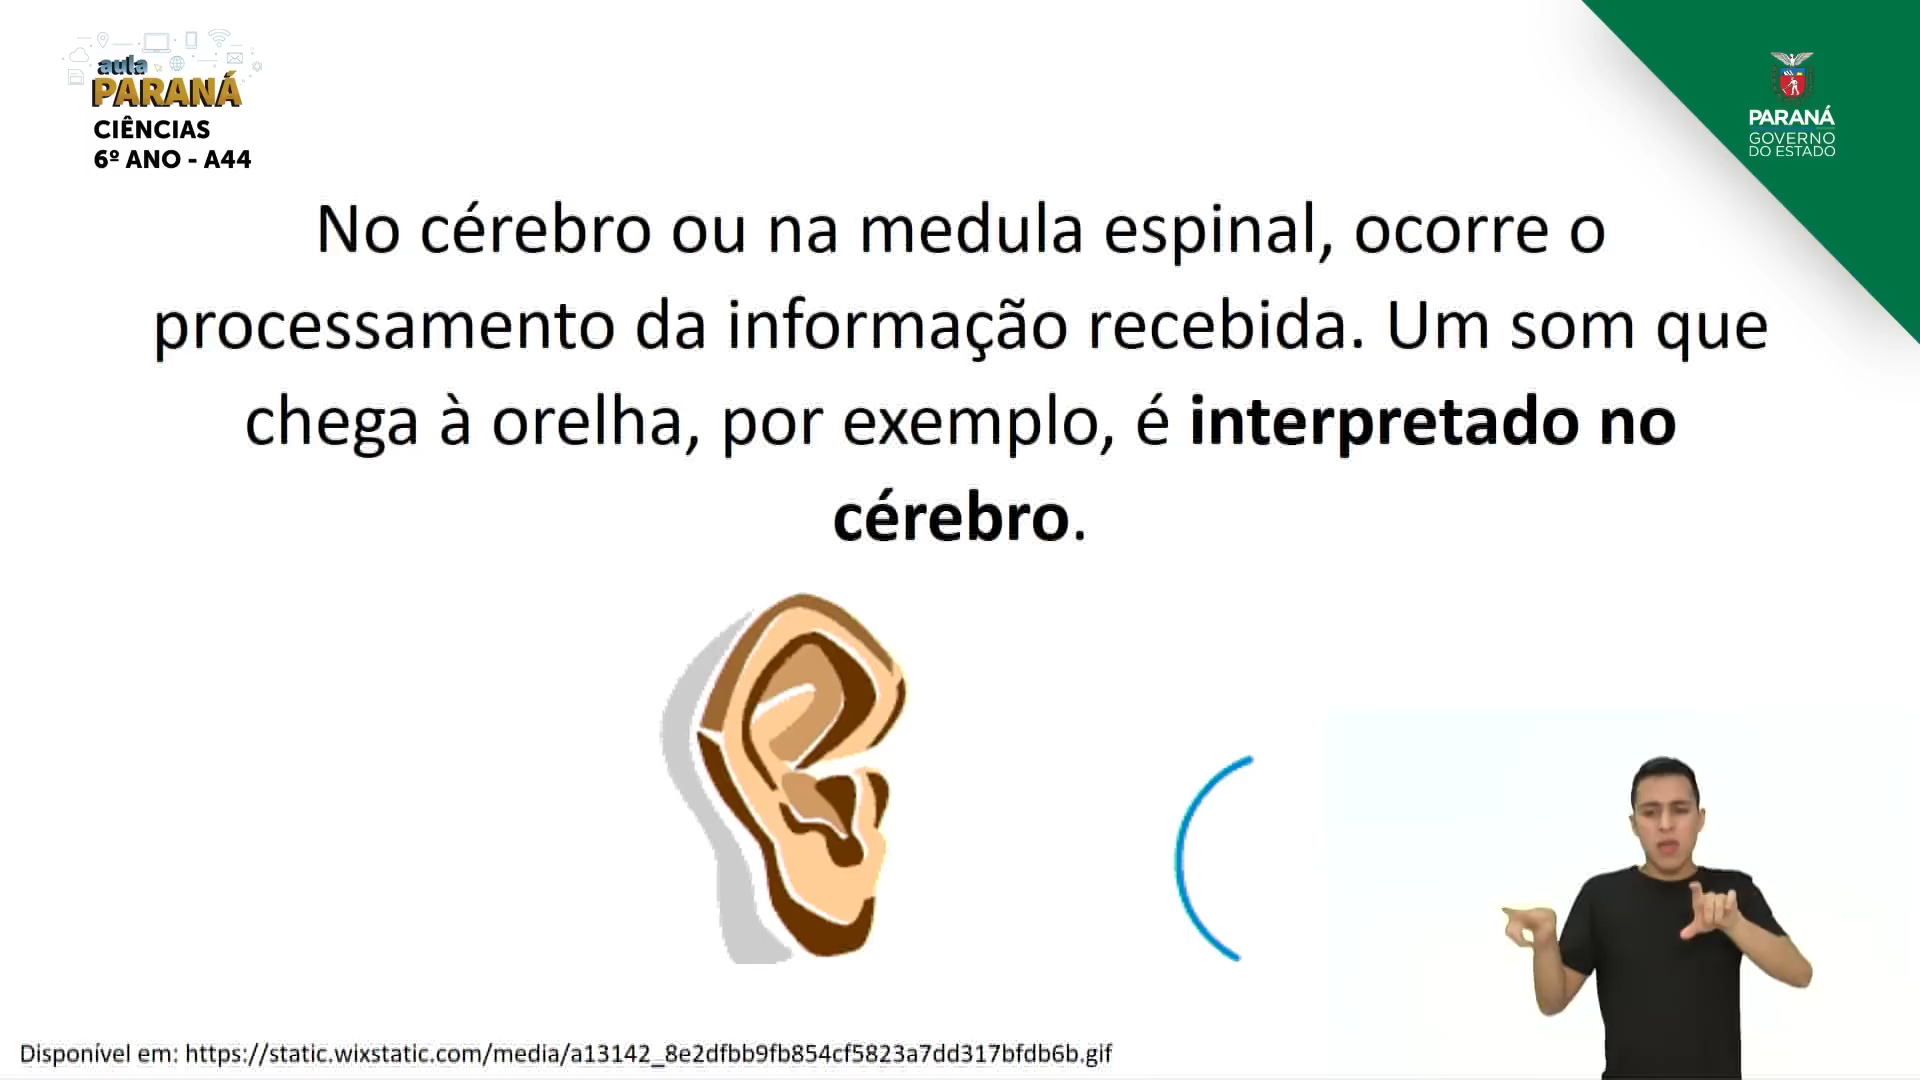 aula
PARANÁ
CIÊNCIAS
6º ANO - A44
PARANÁ
GOVERNO
DO ESTADO
No cérebro ou na medula espinal, ocorre o
processamento da informação recebida. Um som que
chega à orelha, por exemplo, é interpretado no
cérebro.
Disponível em: https://static.wixstatic.com/media/a13142_8e2dfbb9fb854cf5823a7dd317bfdb6b.gif